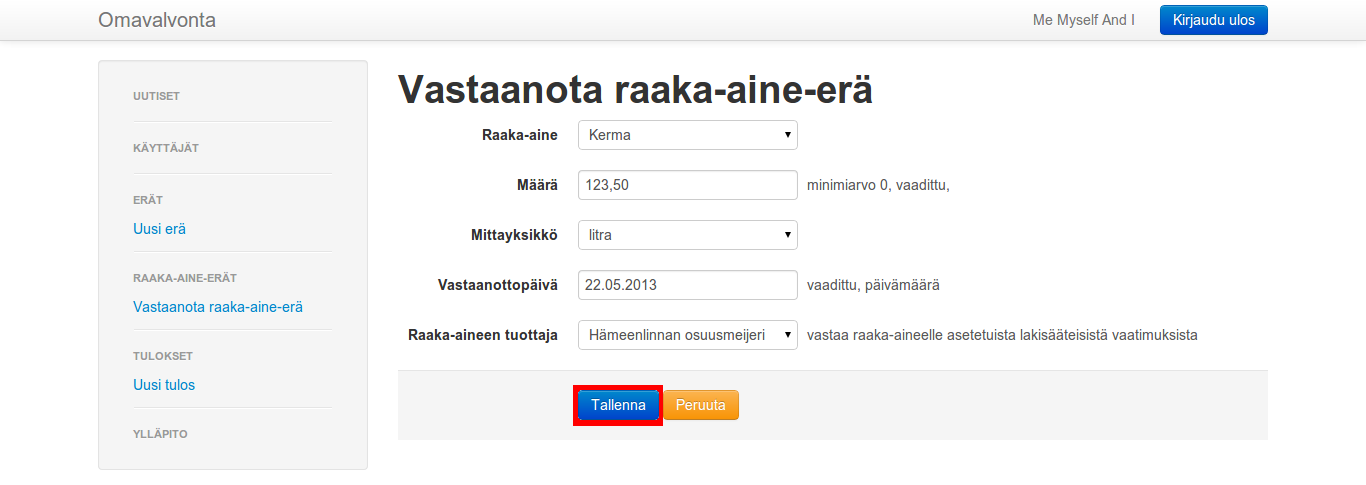 Omavalvonta
Me Myself And I
Kirjaudu ulos
UUTISET
KÄYTTÄJÄT
ERÄT
Uusi erä
RAAKA-AINE-ERÄT
Vastaanota raaka-aine-erä
TULOKSET
Uusi tulos
YLLÄPITO
Vastaanota raaka-aine-erä
Raaka-aine Kerma
Määrä 123,50 minimiarvo 0, vaadittu,
Mittayksikkö litra
Vastaanottopäivä 22.05.2013 vaadittu, päivämäärä
Raaka-aineen tuottaja Hämeenlinnan osuusmeijeri vastaa raaka-aineelle asetetuista lakisääteisistä vaatimuksista
Tallenna Peruuta